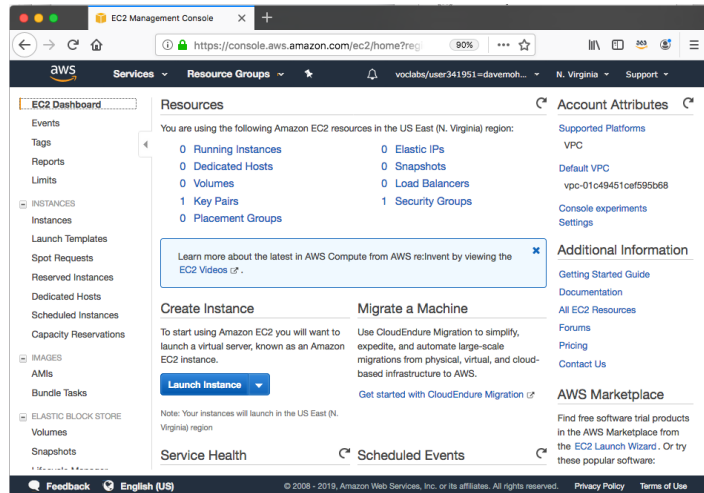 EC2 Management Console
https://console.aws.amazon.com/ec2/home?reg
90%
aws
Services
Resource Groups
voclabs/user341951=davemoh...
N. Virginia
Support
EC2 Dashboard
Events
Tags
Reports
Limits
INSTANCES
Instances
Launch Templates
Spot Requests
Reserved Instances
Dedicated Hosts
Scheduled Instances
Capacity Reservations
IMAGES
AMIs
Bundle Tasks
ELASTIC BLOCK STORE
Volumes
Snapshots
Lifecycle Manager
Resources
You are using the following Amazon EC2 resources in the US East (N. Virginia) region:
0 Running Instances
0 Dedicated Hosts
0 Volumes
1 Key Pairs
0 Placement Groups
0 Elastic IPs
0 Snapshots
0 Load Balancers
1 Security Groups
Learn more about the latest in AWS Compute from AWS re:Invent by viewing the
EC2 Videos .
Create Instance
To start using Amazon EC2 you will want to
launch a virtual server, known as an Amazon
EC2 instance.
Launch Instance
Note: Your instances will launch in the US East (N.
Virginia) region
Migrate a Machine
Use CloudEndure Migration to simplify,
expedite, and automate large-scale
migrations from physical, virtual, and cloud-
based infrastructure to AWS.
Get started with CloudEndure Migration
Service Health
Scheduled Events
Account Attributes
Supported Platforms
VPC
Default VPC
vpc-01c49451cef595b68
Console experiments
Settings
Additional Information
Getting Started Guide
Documentation
All EC2 Resources
Forums
Pricing
Contact Us
AWS Marketplace
Find free software trial products
in the AWS Marketplace from
the EC2 Launch Wizard. Or try
these popular software:
Feedback
English (US)
© 2008 - 2019, Amazon Web Services, Inc. or its affiliates. All rights reserved.
Privacy Policy
Terms of Use